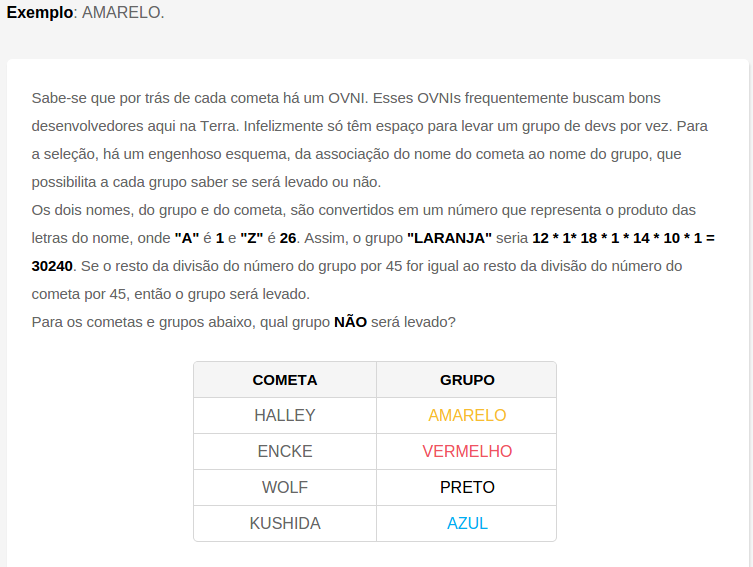 Exemplo: AMARELO.
Sabe-se que por trás de cada cometa há um OVNI. Esses OVNIs frequentemente buscam bons
desenvolvedores aqui na Terra. Infelizmente só têm espaço para levar um grupo de devs por vez. Para
a seleção, há um engenhoso esquema, da associação do nome do cometa ao nome do grupo, que
possibilita a cada grupo saber se será levado ou não.
Os dois nomes, do grupo e do cometa, são convertidos em um número que representa o produto das
letras do nome, onde "A" é 1 e "Z" é 26. Assim, o grupo "LARANJA" seria 12 * 1* 18 * 1 * 14 * 10 * 1 =
30240. Se o resto da divisão do número do grupo por 45 for igual ao resto da divisão do número do
cometa por 45, então o grupo será levado.
Para os cometas e grupos abaixo, qual grupo NÃO será levado?
COMETA GRUPO
HALLEY AMARELO
ENCKE VERMELHO
WOLF PRETO
KUSHIDA AZUL